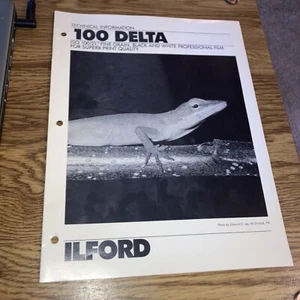 TECHNICAL INFORMATION
100 DELTA
ISO 100/21° FINE GRAIN, BLACK AND WHITE PROFESSIONAL FILM
FOR SUPERB PRINT QUALITY
ILFORD